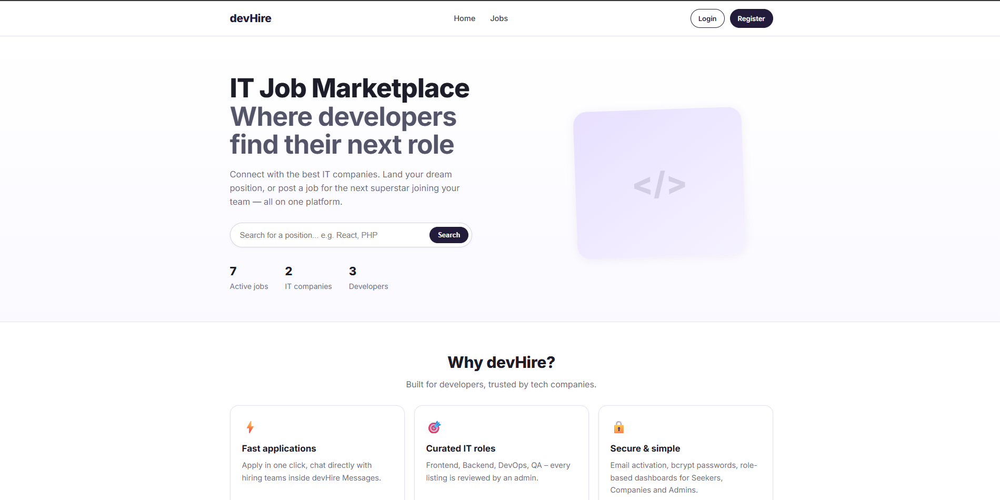 devHire
Home
Jobs
Login
Register
IT Job Marketplace
Where developers
find their next role
Connect with the best IT companies. Land your dream
position, or post a job for the next superstar joining your
team — all on one platform.
Search for a position... e.g. React, PHP
Search
7
Active jobs
2
IT companies
3
Developers
</>
Why devHire?
Built for developers, trusted by tech companies.
Fast applications
Apply in one click, chat directly with
hiring teams inside devHire Messages.
Curated IT roles
Frontend, Backend, DevOps, QA – every
listing is reviewed by an admin.
Secure & simple
Email activation, bcrypt passwords, role-
based dashboards for Seekers,
Companies and Admins.